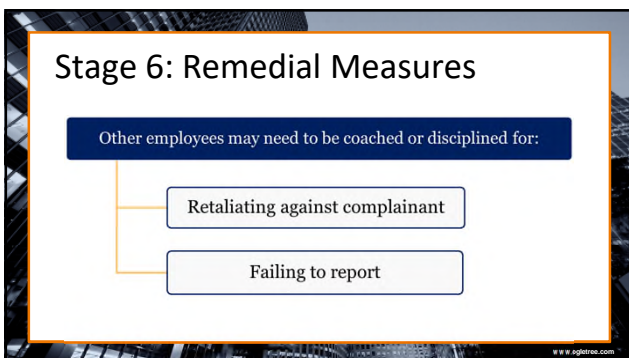 Stage 6: Remedial Measures
Other employees may need to be coached or disciplined for:
Retaliating against complainant
Failing to report
www.ogletree.com